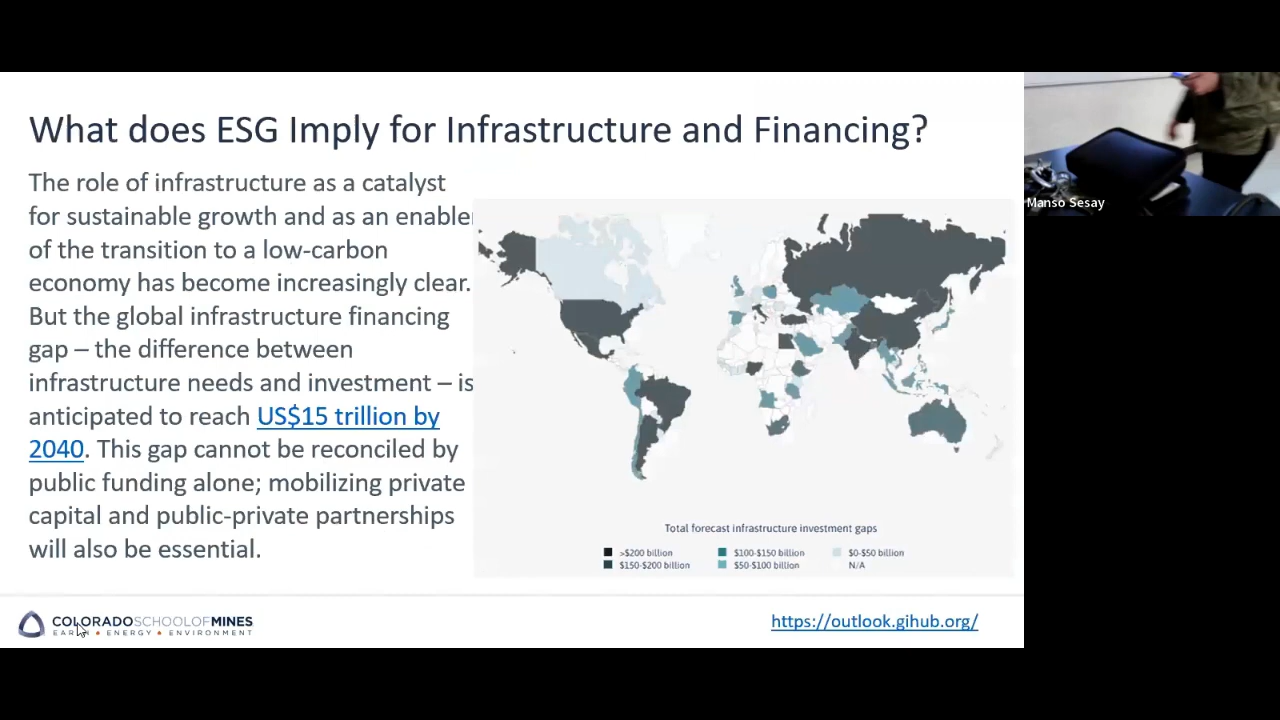 What does ESG Imply for Infrastructure and Financing?
The role of infrastructure as a catalyst
for sustainable growth and as an enabler
of the transition to a low-carbon
economy has become increasingly clear.
But the global infrastructure financing
gap – the difference between
infrastructure needs and investment – is
anticipated to reach US$15 trillion by
2040. This gap cannot be reconciled by
public funding alone; mobilizing private
capital and public-private partnerships
will also be essential.
Total forecast infrastructure investment gaps
>$200 billion
$100-$150 billion
$0-$50 billion
$150-$200 billion
$50-$100 billion
N/A
COLORADOSCHOOLOFMINES
EARTH • ENERGY • ENVIRONMENT
https://outlook.gihub.org/
Manso Sesay